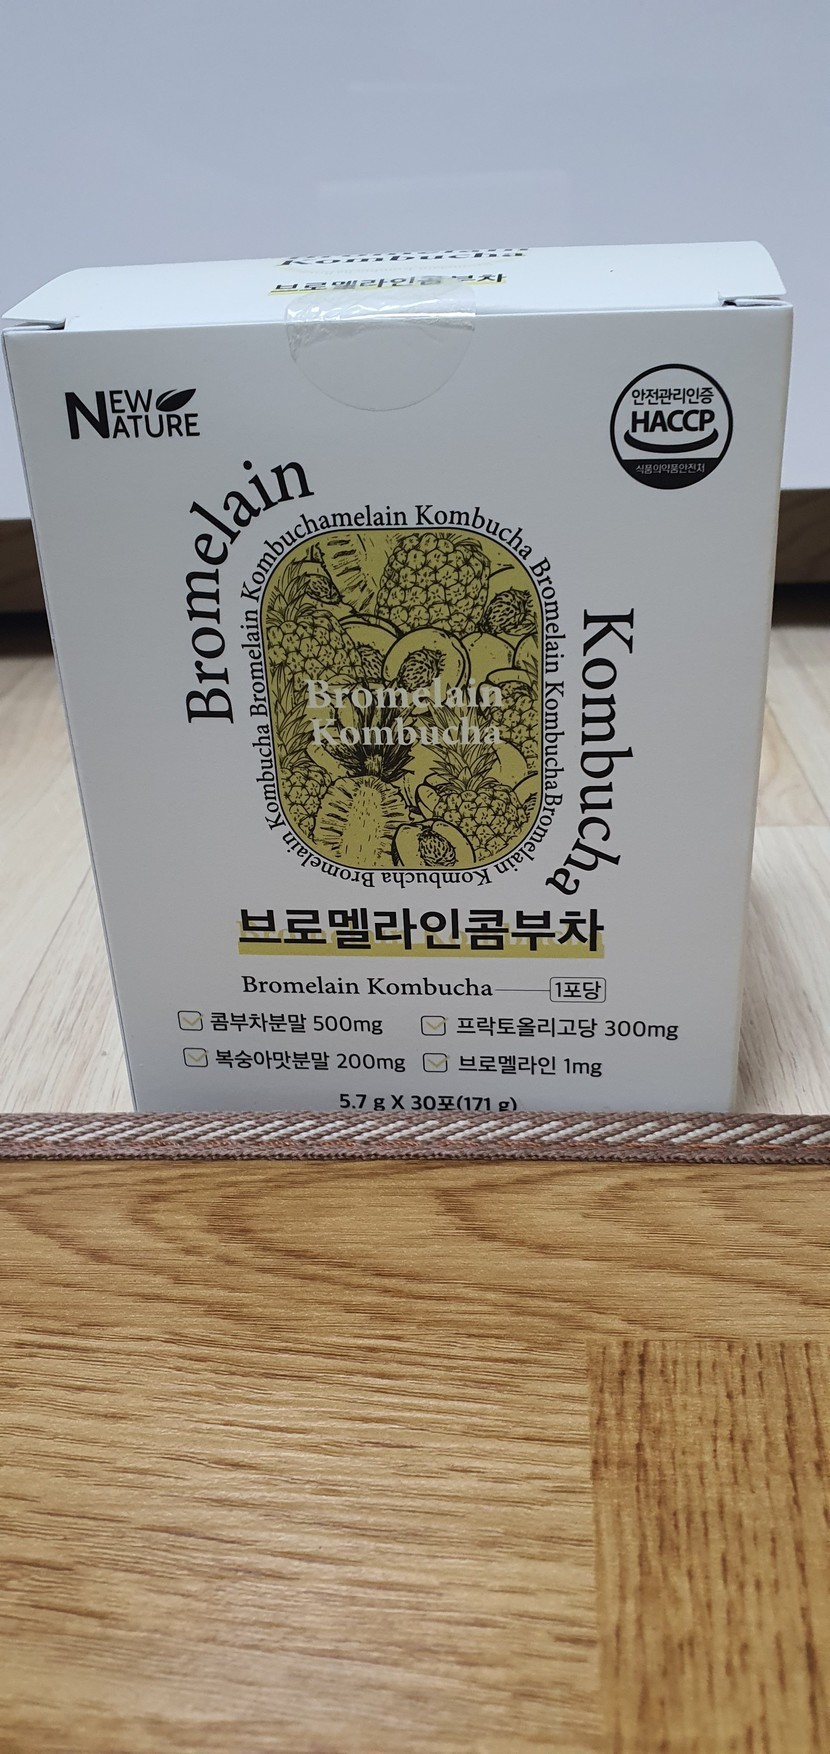 Kombucha
브로멜라인콤부차
NEW
NATURE
안전관리인증
HACCP
식품의약품안전처
Bromelain
Kombucha
Bromelain Kombucha Bromelain Kombuchamelain Kombucha Bromelain KombuchaBromelain Kombucha Bromelain Kombucha
Bromelain
Kombucha
브로멜라인콤부차
Bromelain Kombucha 1포당
콤부차분말 500mg 프락토올리고당 300mg
복숭아맛분말 200mg 브로멜라인 1mg
5.7 g X 30포(171 g)